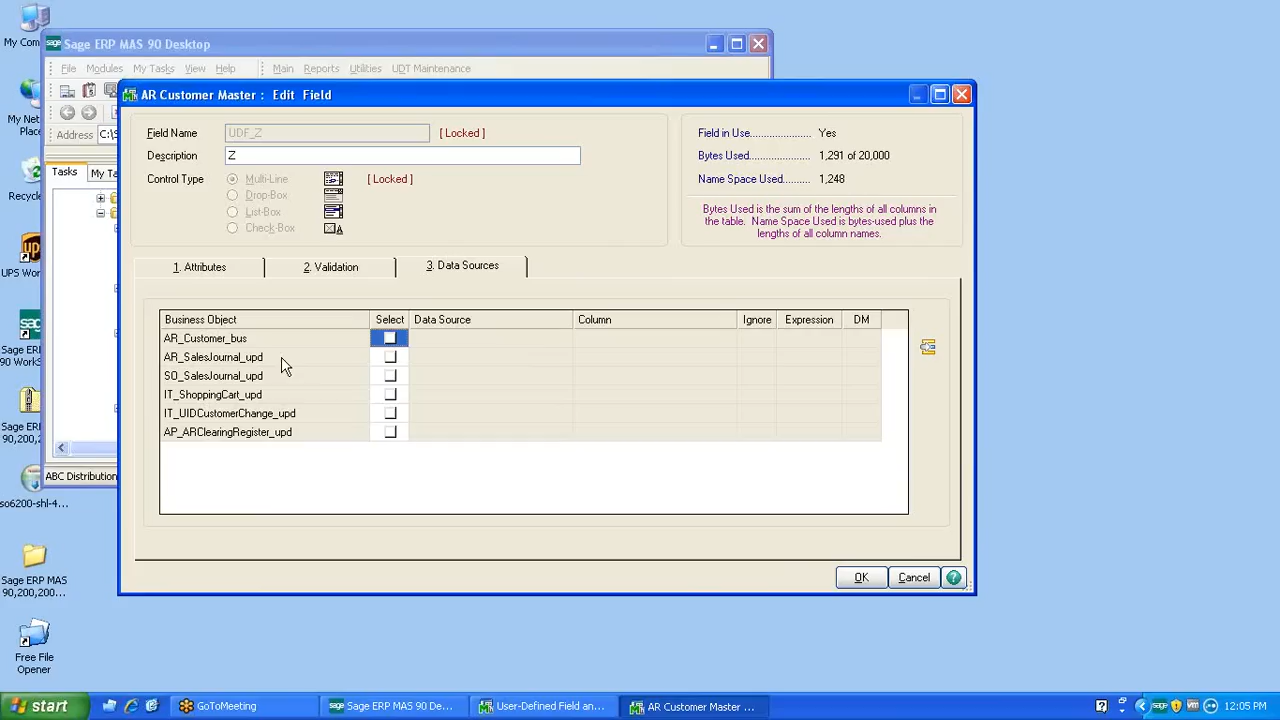 My Com
Sage ERP MAS 90 Desktop
File Modules My Tasks View Help Main Reports Utilities UDT Maintenance
AR Customer Master : Edit Field
My Net
Place
Address C:\S
Tasks My Ta
Recycle
UPS Wor
Sage ERP
90 WorkS
Sage ERP
90,200,20
ABC Distribution
so6200-shl-4...
Sage ERP MAS
90,200,200...
Free File
Opener
Field Name UDF_Z [ Locked ]
Description Z
Control Type Multi-Line [ Locked ]
Drop-Box
List-Box
Check-Box
Field in Use.................. Yes
Bytes Used..................... 1,291 of 20,000
Name Space Used......... 1,248
Bytes Used is the sum of the lengths of all columns in
the table. Name Space Used is bytes-used plus the
lengths of all column names.
1. Attributes 2. Validation 3. Data Sources
Business Object Select Data Source Column Ignore Expression DM
AR_Customer_bus
AR_SalesJournal_upd
SO_SalesJournal_upd
IT_ShoppingCart_upd
IT_UIDCustomerChange_upd
AP_ARClearingRegister_upd
OK Cancel
start GoToMeeting Sage ERP MAS 90 De... User-Defined Field an... AR Customer Master ... 12:05 PM